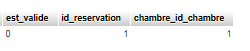 est_valide id_reservation chambre_id_chambre
0 1 1